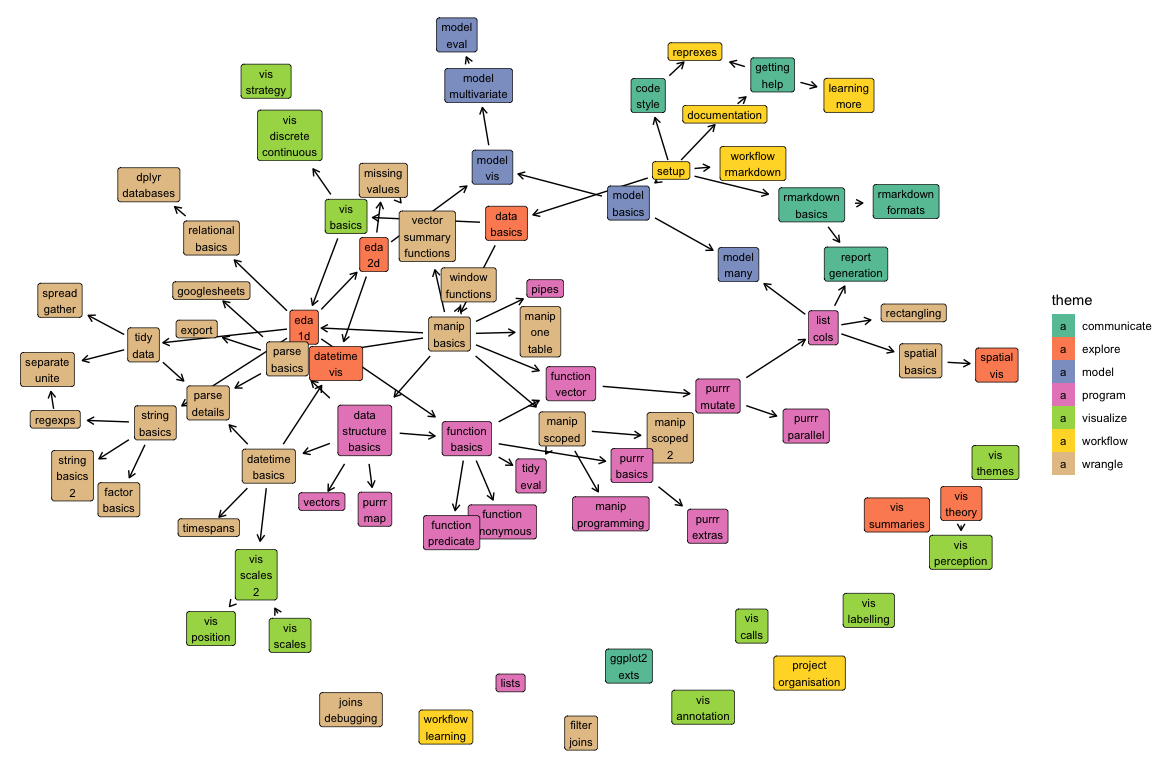 model
eval
reprexes
vis
strategy
model
multivariate
getting
help
code
style
learning
more
documentation
vis
discrete
continuous
model
vis
setup
workflow
rmarkdown
dplyr
databases
missing
values
model
basics
rmarkdown
basics
rmarkdown
formats
vis
basics
vector
summary
functions
data
basics
relational
basics
eda
2d
model
many
report
generation
window
functions
pipes
spread
gather
googlesheets
rectangling
eda
1d
manip
basics
manip
one
table
list
cols
export
tidy
data
parse
basics
datetime
vis
spatial
basics
spatial
vis
separate
unite
function
vector
purrr
mutate
parse
details
regexps
string
basics
data
structure
basics
function
basics
manip
scoped
manip
scoped
2
purrr
parallel
string
basics
2
factor
basics
datetime
basics
tidy
eval
purrr
basics
vis
themes
vectors
purrr
map
timespans
function
predicate
function
nonymous
manip
programming
purrr
extras
vis
summaries
vis
theory
vis
perception
vis
scales
2
vis
position
vis
scales
vis
calls
vis
labelling
ggplot2
exts
project
organisation
lists
joins
debugging
workflow
learning
filter
joins
vis
annotation
theme
a communicate
a explore
a model
a program
a visualize
a workflow
a wrangle